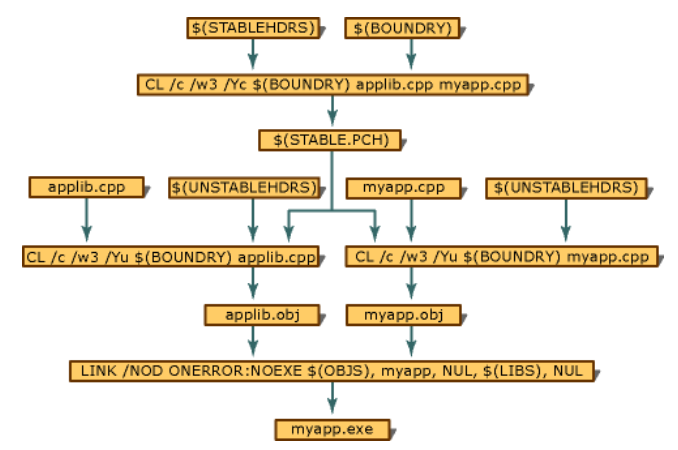 $(STABLEHDRS)
$(BOUNDRY)
CL /c /w3 /Yc $(BOUNDRY) applib.cpp myapp.cpp
$(STABLE.PCH)
applib.cpp
$(UNSTABLEHDRS)
myapp.cpp
$(UNSTABLEHDRS)
CL /c /w3 /Yu $(BOUNDRY) applib.cpp
CL /c /w3 /Yu $(BOUNDRY) myapp.cpp
applib.obj
myapp.obj
LINK /NOD ONERROR:NOEXE $(OBJS), myapp, NUL, $(LIBS), NUL
myapp.exe